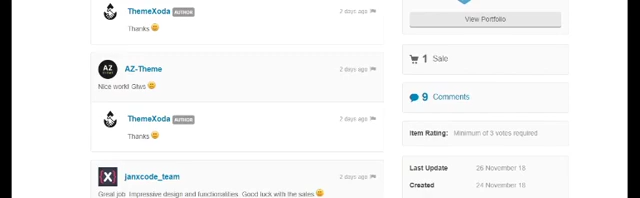 ThemeXoda AUTHOR 2 days ago
Thanks
View Portfolio
AZ
AZ-Theme 2 days ago
Nice work! Glws
ThemeXoda AUTHOR 2 days ago
Thanks
janxcode_team 2 days ago
Great job. Impressive design and functionalities. Good luck with the sales
1 Sale
9 Comments
Item Rating: Minimum of 3 votes required
Last Update 26 November 18
Created 24 November 18